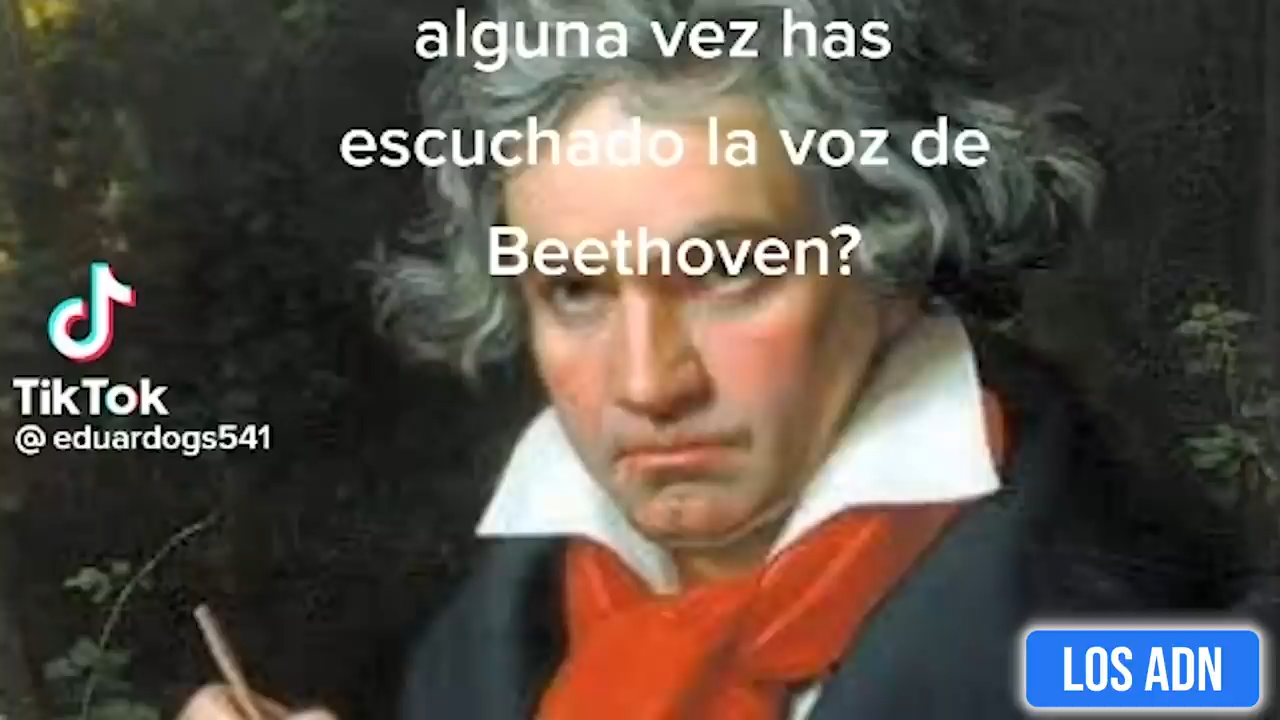 alguna vez has
escuchado la voz de
Beethoven?
TikTok
@eduardogs541
LOS ADN